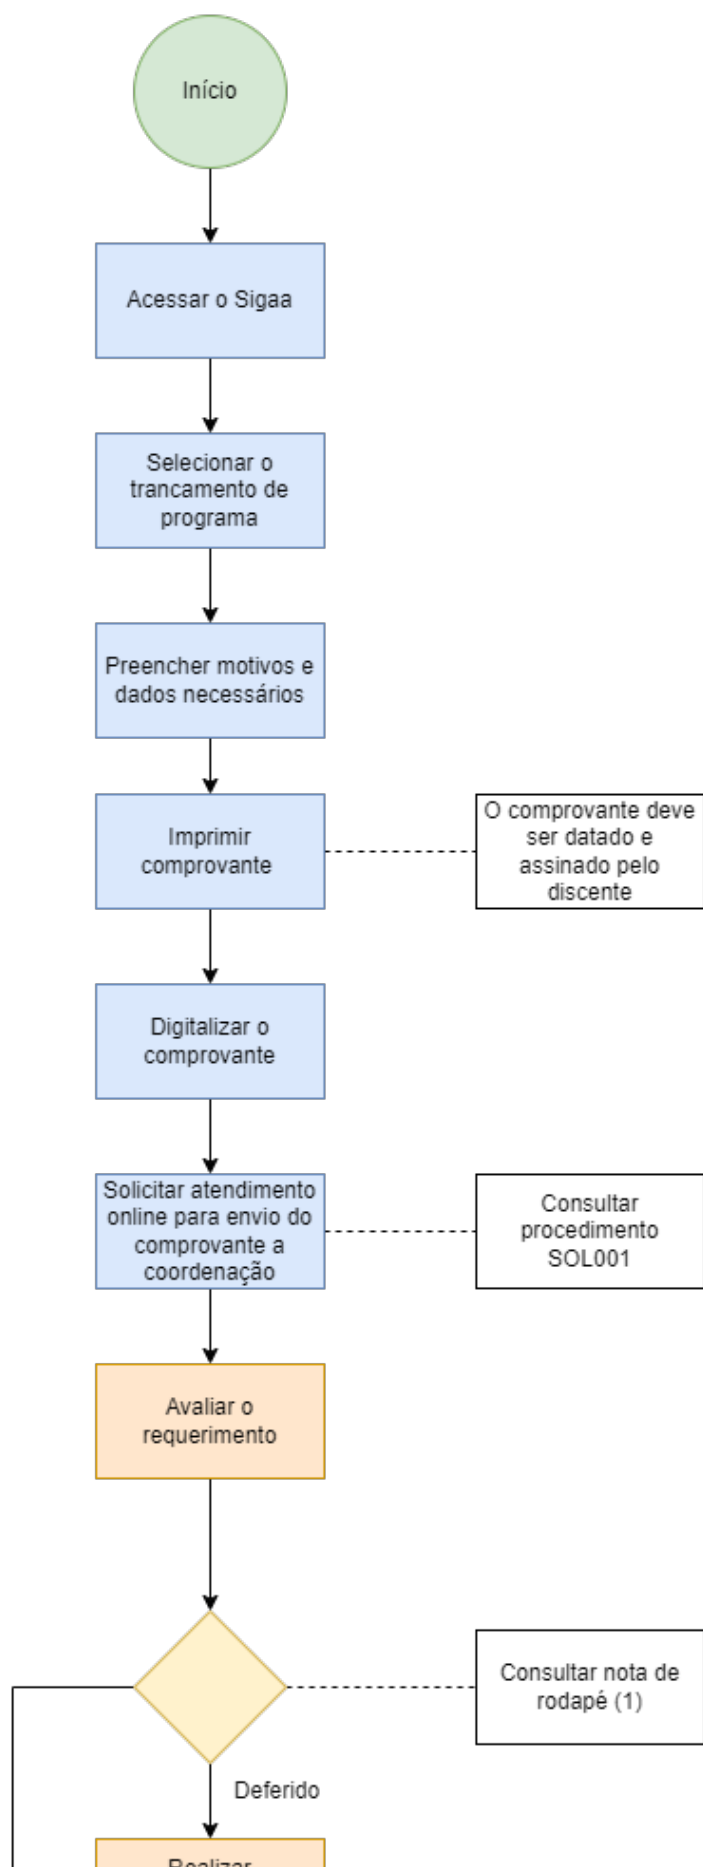 Início
Acessar o Sigaa
Selecionar o
trancamento de
programa
Preencher motivos e
dados necessários
Imprimir
comprovante
O comprovante deve
ser datado e
assinado pelo
discente
Digitalizar o
comprovante
Solicitar atendimento
online para envio do
comprovante a
coordenação
Consultar
procedimento
SOL001
Avaliar o
requerimento
Consultar nota de
rodapé (1)
Deferido
Realizar